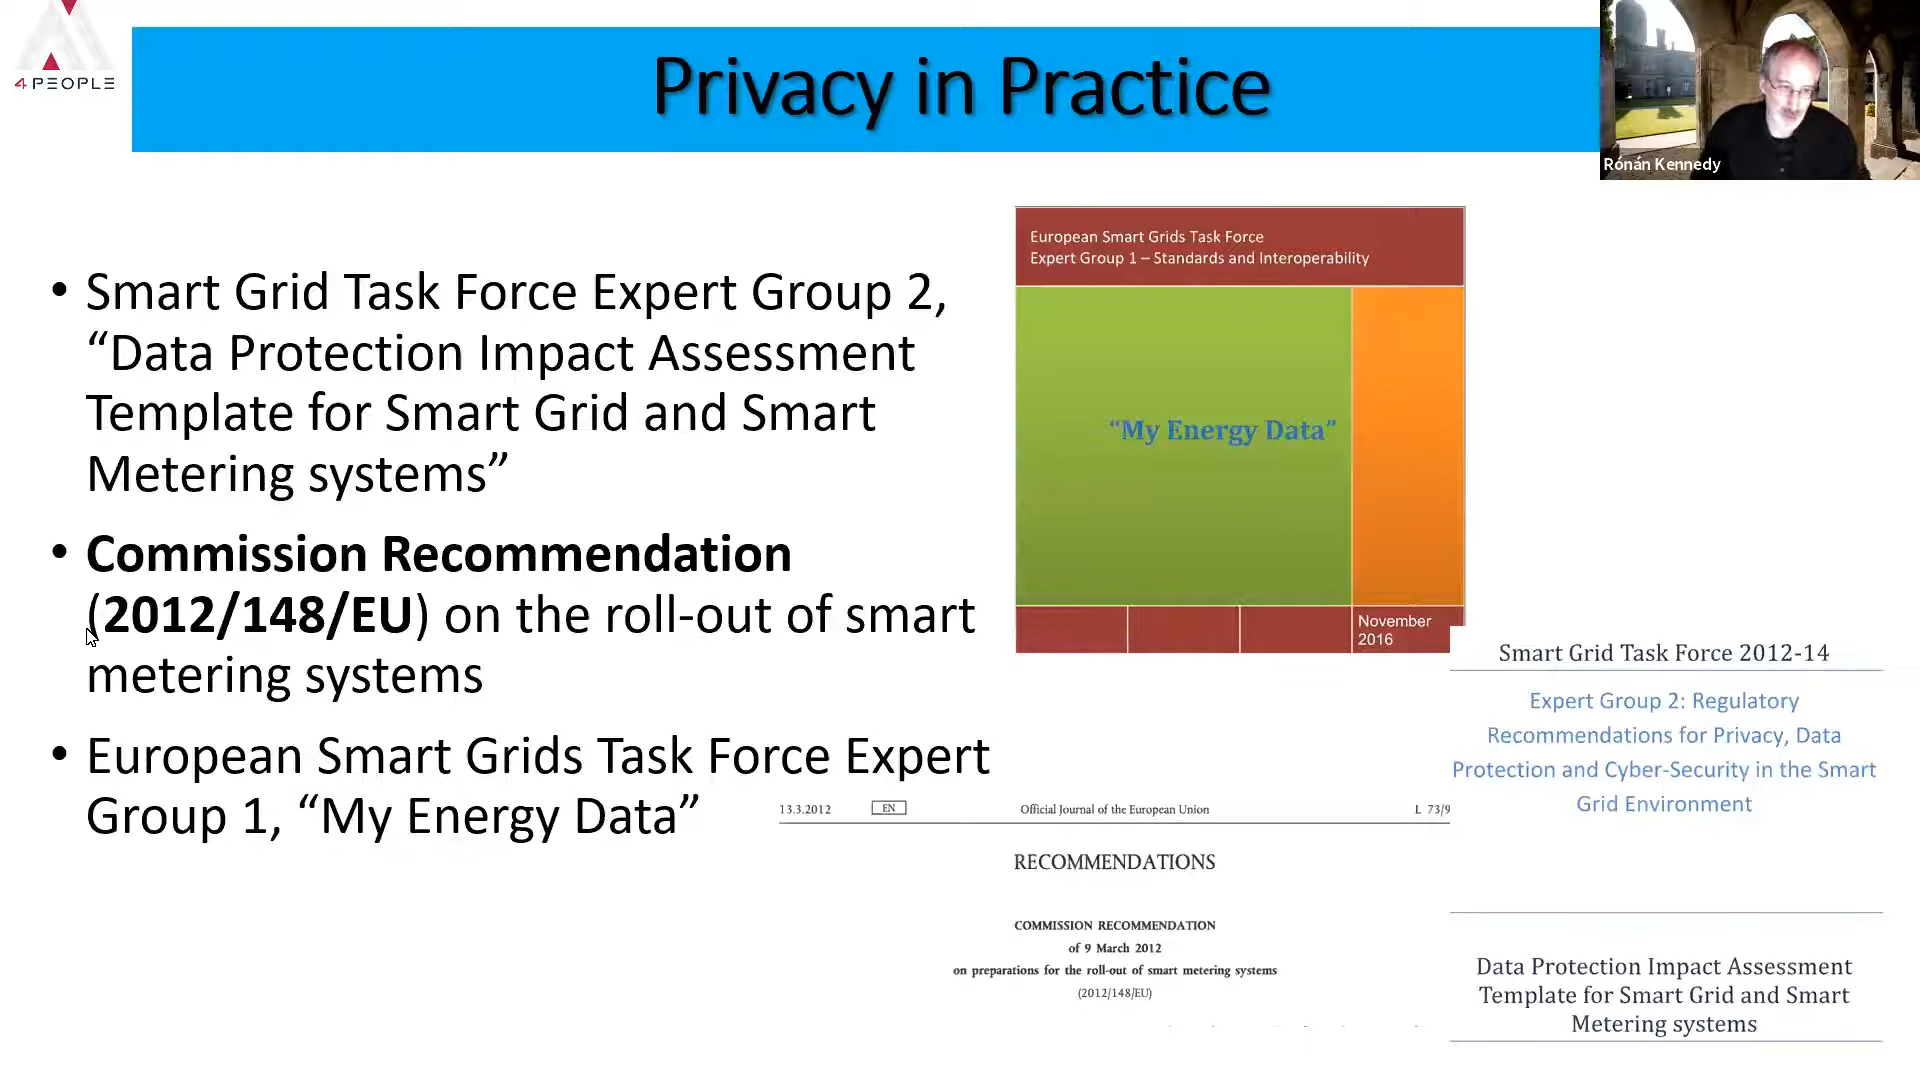 4PEOPLE
Privacy in Practice
Rónán Kennedy
• Smart Grid Task Force Expert Group 2,
“Data Protection Impact Assessment
Template for Smart Grid and Smart
Metering systems”
• Commission Recommendation
(2012/148/EU) on the roll-out of smart
metering systems
• European Smart Grids Task Force Expert
Group 1, “My Energy Data”
European Smart Grids Task Force
Expert Group 1 – Standards and Interoperability
“My Energy Data”
November
2016
Smart Grid Task Force 2012-14
Expert Group 2: Regulatory
Recommendations for Privacy, Data
Protection and Cyber-Security in the Smart
Grid Environment
Data Protection Impact Assessment
Template for Smart Grid and Smart
Metering systems
13.3.2012 EN Official Journal of the European Union L 73/9
RECOMMENDATIONS
COMMISSION RECOMMENDATION
of 9 March 2012
on preparations for the roll-out of smart metering systems
(2012/148/EU)